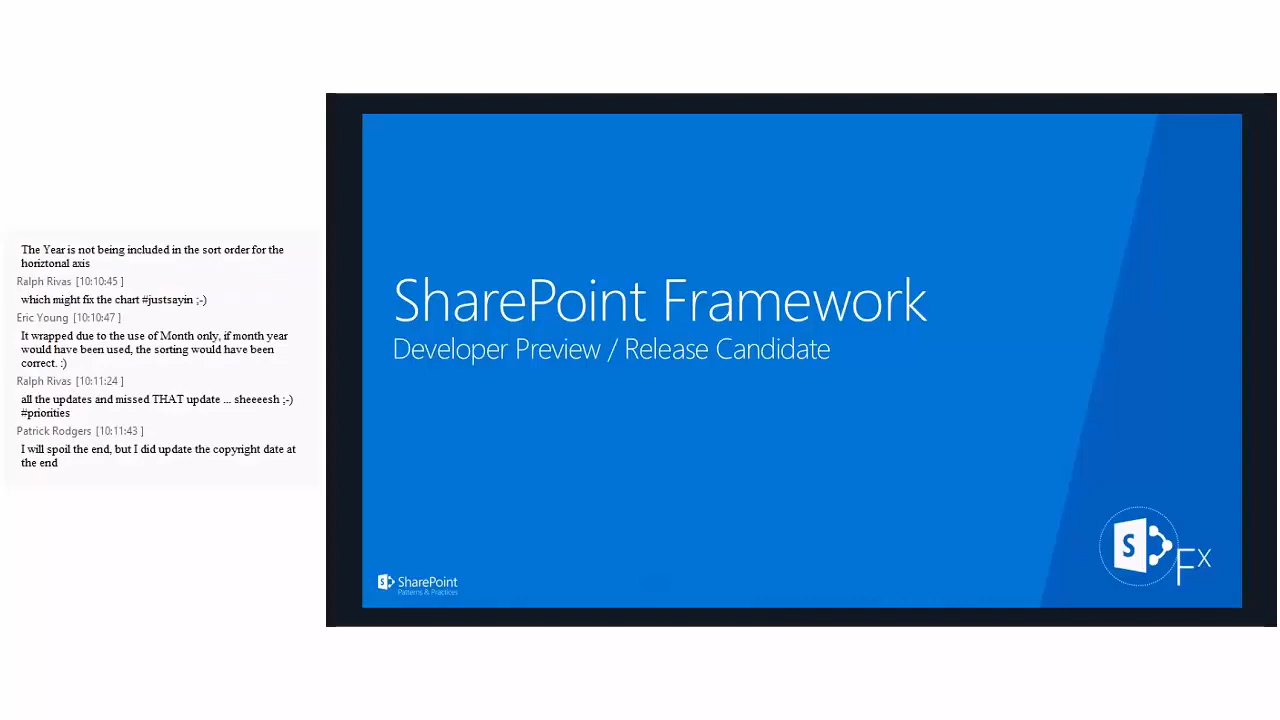 The Year is not being included in the sort order for the
horiztonal axis
Ralph Rivas [10:10:45 ]
which might fix the chart #justsayin ;-)
Eric Young [10:10:47 ]
It wrapped due to the use of Month only, if month year
would have been used, the sorting would have been
correct. :)
Ralph Rivas [10:11:24 ]
all the updates and missed THAT update ... sheeeesh ;-)
#priorities
Patrick Rodgers [10:11:43 ]
I will spoil the end, but I did update the copyright date at
the end
SharePoint Framework
Developer Preview / Release Candidate
S
Fx
S
SharePoint
Patterns & Practices